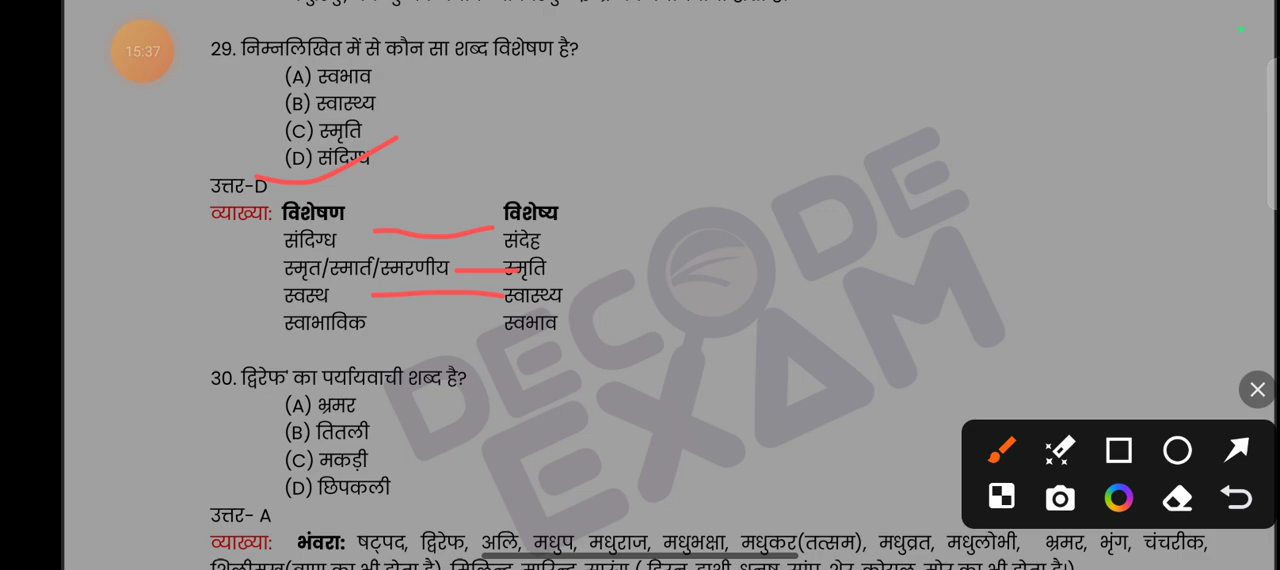 15:37
29. निम्नलिखित में से कौन सा शब्द विशेषण है?
(A) स्वभाव
(B) स्वास्थ्य
(C) स्मृति
(D) संदिग्ध
उत्तर-D
व्याख्या: विशेषण विशेष्य
संदिग्ध संदेह
स्मृत/स्मार्त/स्मरणीय स्मृति
स्वस्थ स्वास्थ्य
स्वाभाविक स्वभाव
30. द्विरेफ' का पर्यायवाची शब्द है?
(A) भ्रमर
(B) तितली
(C) मकड़ी
(D) छिपकली
उत्तर- A
व्याख्या: भंवरा: षट्पद, द्विरेफ, अलि, मधुप, मधुराज, मधुभक्षा, मधुकर(तत्सम), मधुव्रत, मधुलोभी, भ्रमर, भृंग, चंचरीक,
DECODE
EXAM